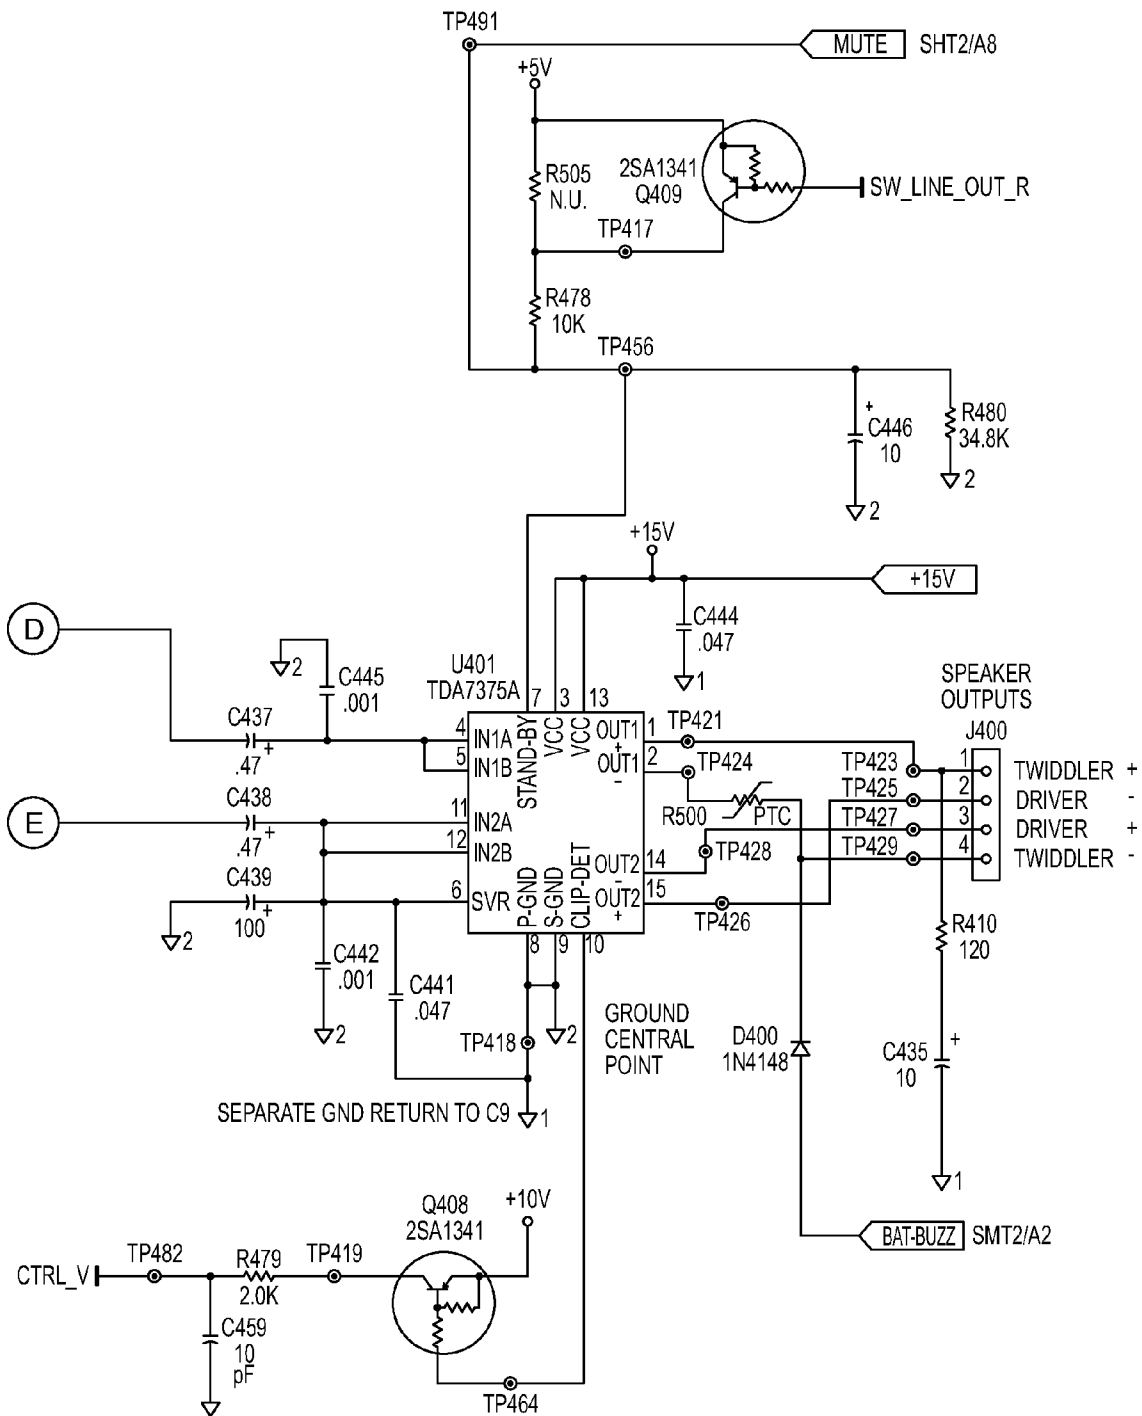 TP491
MUTE SHT2/A8
+5V
R505
N.U.
2SA1341
Q409
SW_LINE_OUT_R
TP417
R478
10K
TP456
+
C446
10
R480
34.8K
2
2
+15V
+15V
D
C444
.047
1
2
C445
.001
U401
TDA7375A
7 3 13
SPEAKER
OUTPUTS
J400
C437
+
.47
4 IN1A
5 IN1B
STAND-BY
VCC
VCC
OUT1 1
+
OUT1 2
-
TP421
TP424
TP423 1 TWIDDLER +
TP425 2 DRIVER -
TP427 3 DRIVER +
TP429 4 TWIDDLER -
R500 PTC
E
C438
+
.47
11 IN2A
12 IN2B
C439
+
100
2
6 SVR
P-GND
S-GND
CLIP-DET
OUT2 14
-
OUT2 15
+
TP428
TP426
8 9 10
R410
120
C442
.001
2
C441
.047
TP418
2
GROUND
CENTRAL
POINT
D400
1N4148
C435
+
10
SEPARATE GND RETURN TO C9
1
1
Q408
2SA1341
+10V
BAT-BUZZ SMT2/A2
CTRL_V
TP482
R479
2.0K
TP419
C459
10
pF
TP464